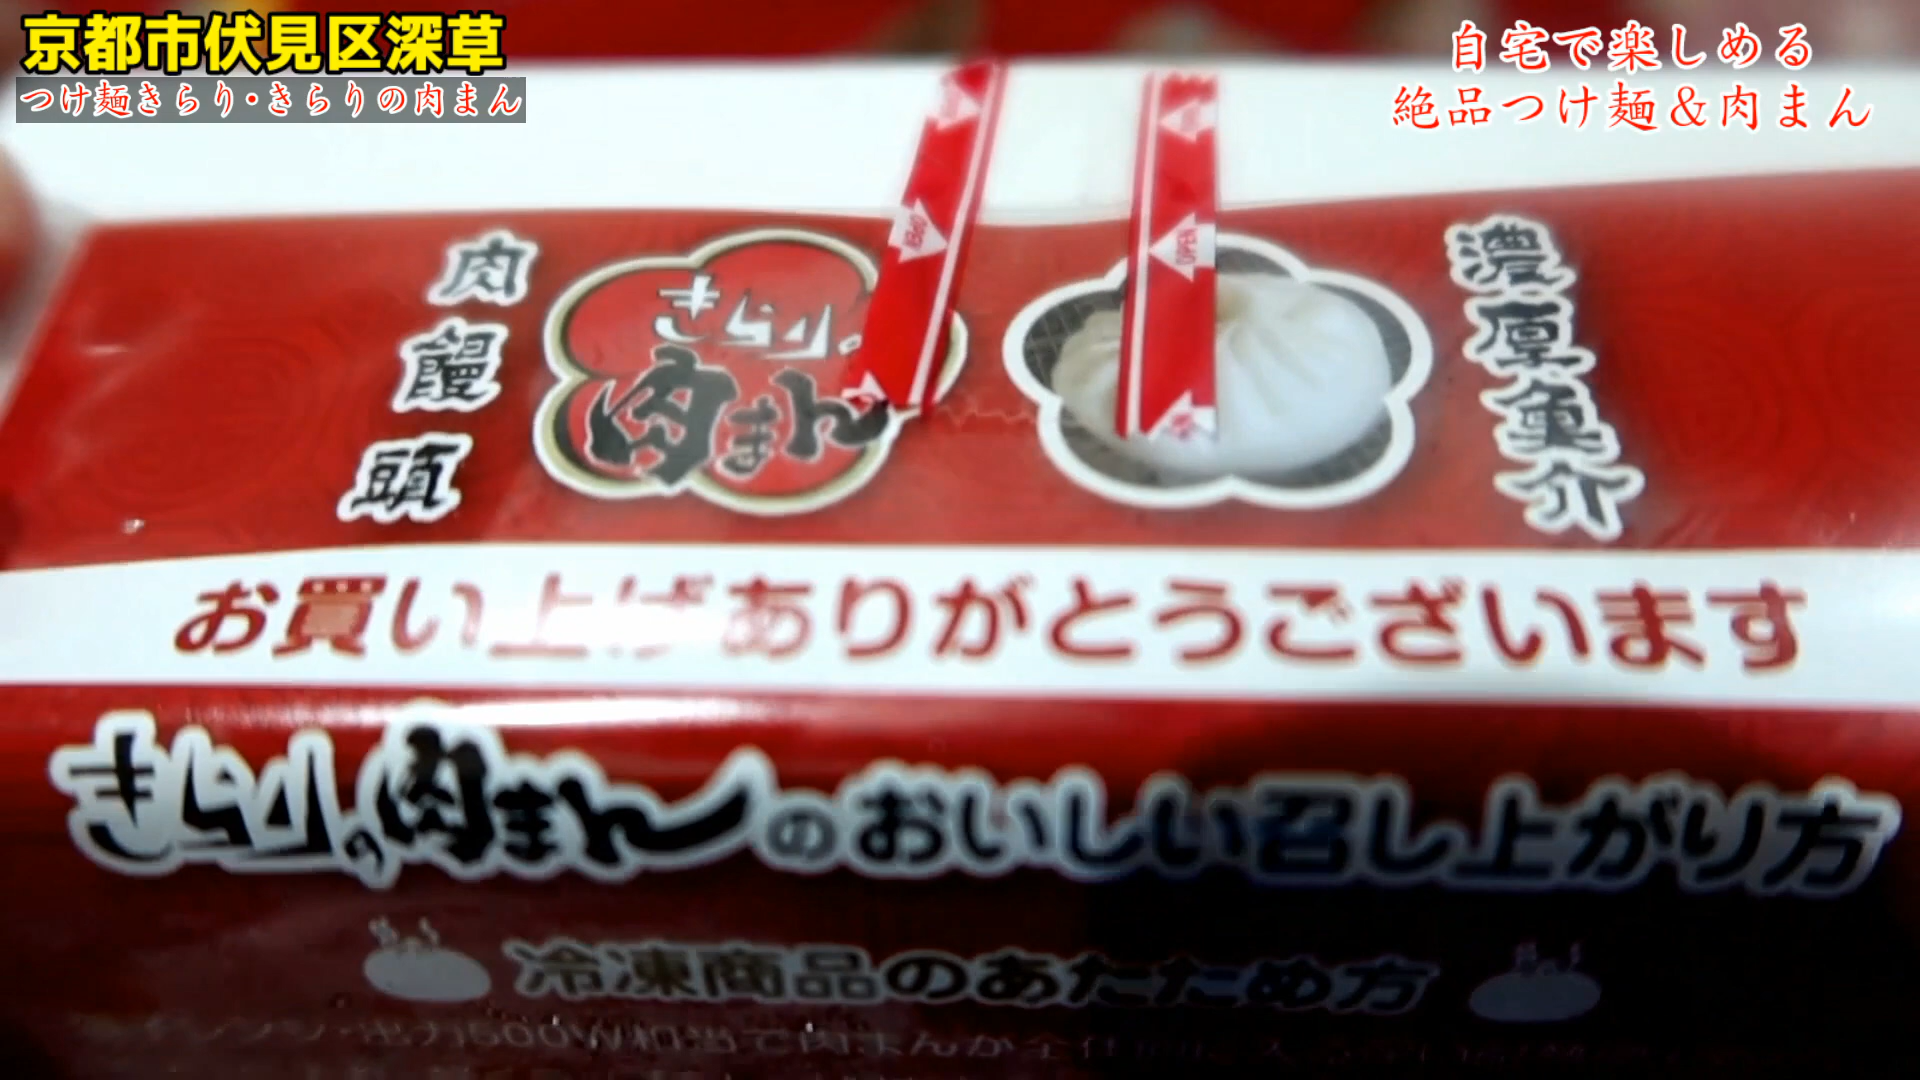 京都市伏見区深草
つけ麺きらり・きらりの肉まん
自宅で楽しめる
絶品つけ麺＆肉まん
肉饅頭
きらりの
肉まん
OPEN
OPEN
濃厚魚介
お買い上げありがとうございます
きらりの肉まんのおいしい召し上がり方
冷凍商品のあたため方